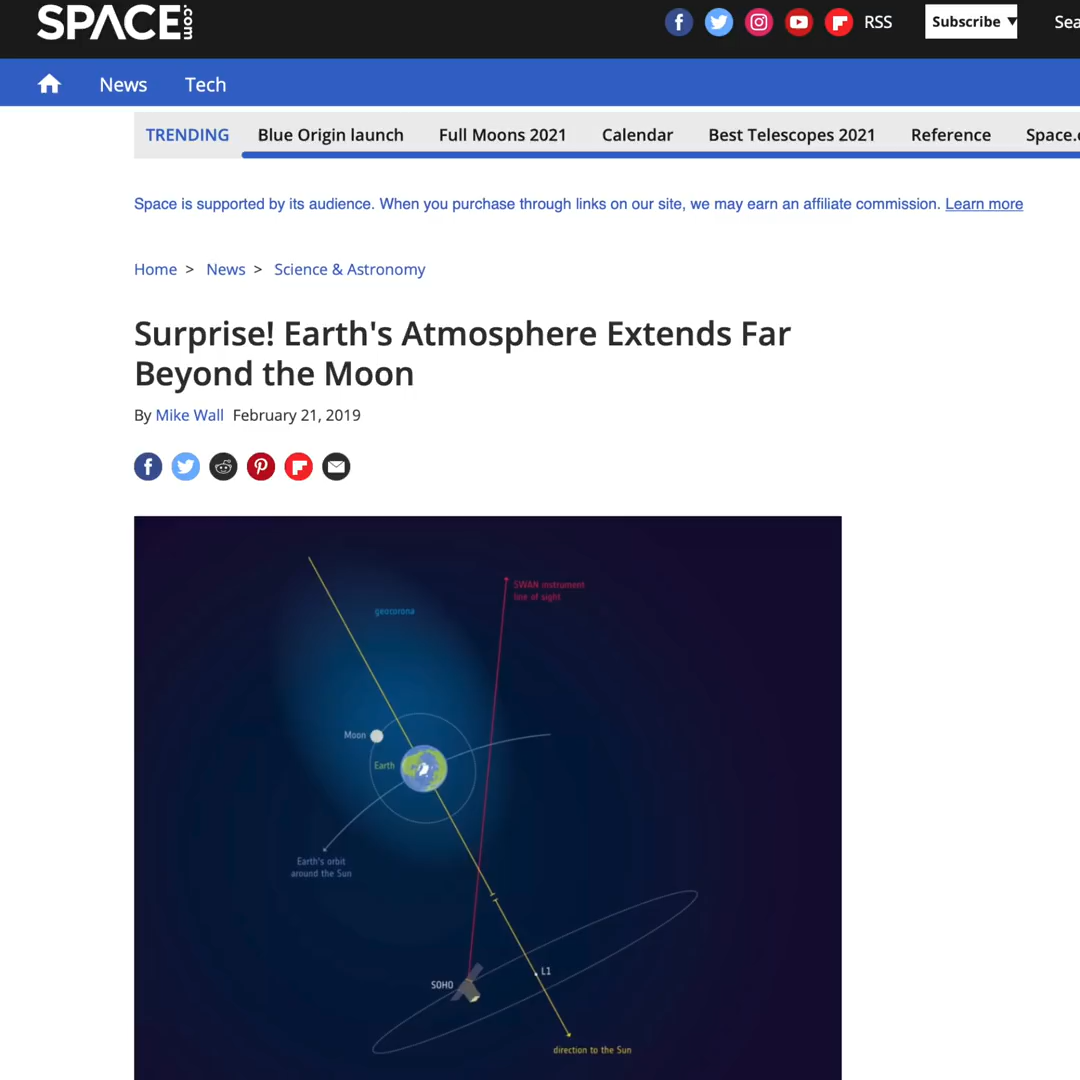 SPACE.com
RSS
Subscribe ▼
Sea
News
Tech
TRENDING
Blue Origin launch
Full Moons 2021
Calendar
Best Telescopes 2021
Reference
Space.
Space is supported by its audience. When you purchase through links on our site, we may earn an affiliate commission. Learn more
Home > News > Science & Astronomy
Surprise! Earth's Atmosphere Extends Far
Beyond the Moon
By Mike Wall February 21, 2019
SWAN instrument
line of sight
geocorona
Moon
Earth
Earth's orbit
around the Sun
L1
SOHO
direction to the Sun